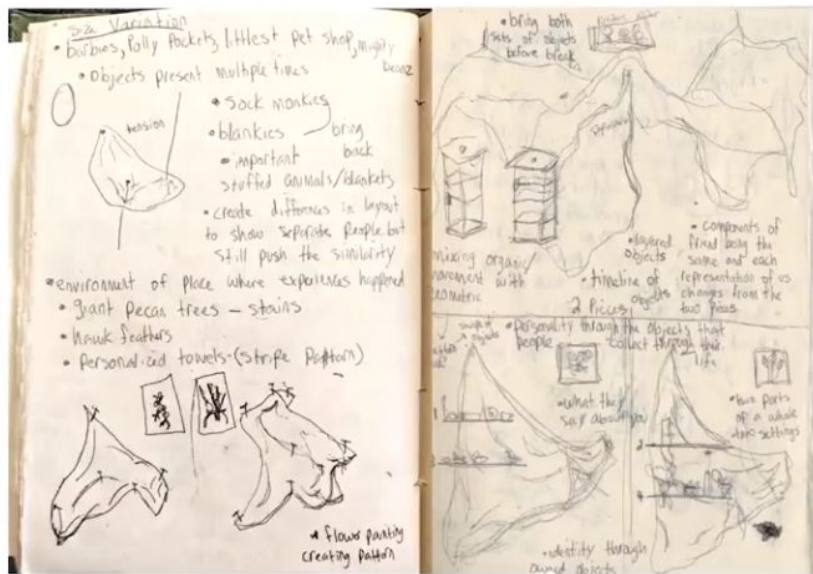 Size Variation
• barbies, Polly Pockets, littlest pet shop, mighty
beanz
• Objects present multiple times
tension
• Sock monkies
• blankies
bring
back
• important
stuffed animals/blankets
• create differences in layout
to show separate people but
still push the similarity
• environment of place where experiences happened
• giant pecan trees - stains
• hawk feathers
• Personalized towels-(Stripe Pattern)
* flower painting
creating pattern
• bring both
sets of objects
before break
mixing organic
movement with
geometric
• layered
objects
• timeline of
objects
2 Pieces
• components of
friend being the
same and each
representation of us
changes from the
two pieces
• Personality through the objects that
people collect through their
life
• what they
say about you
• two parts
of a whole
two settings
• identity through
owned objects